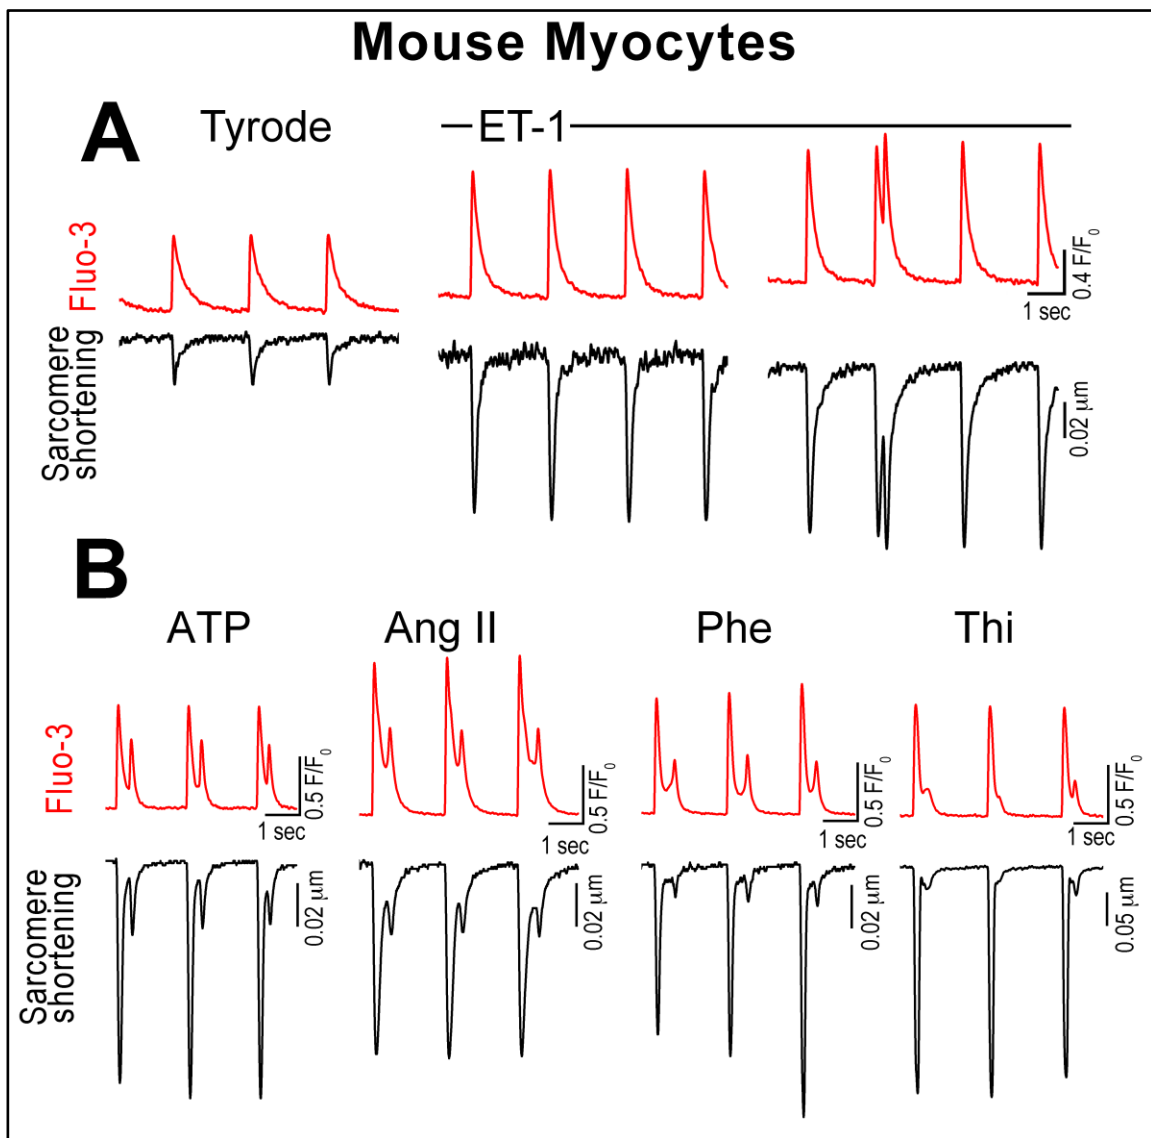 Mouse Myocytes
A
Tyrode
ET-1
Fluo-3
0.4 F/F₀
1 sec
Sarcomere
shortening
0.02 μm
B
ATP
Ang II
Phe
Thi
Fluo-3
0.5 F/F₀
1 sec
0.5 F/F₀
1 sec
0.5 F/F₀
1 sec
0.5 F/F₀
1 sec
Sarcomere
shortening
0.02 μm
0.02 μm
0.02 μm
0.05 μm